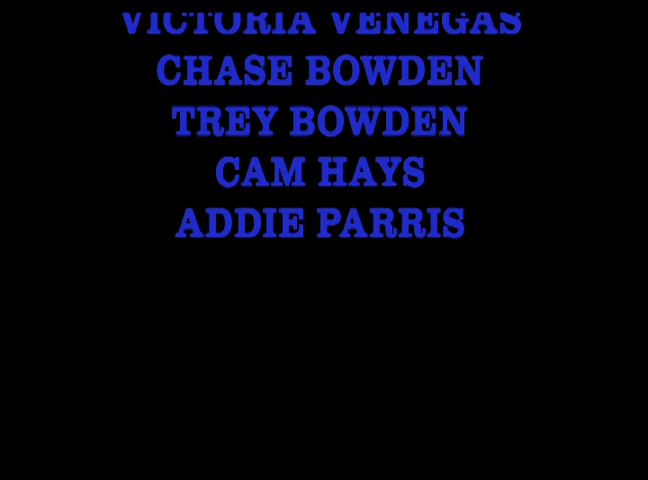 VICTORIA VENEGAS
CHASE BOWDEN
TREY BOWDEN
CAM HAYS
ADDIE PARRIS